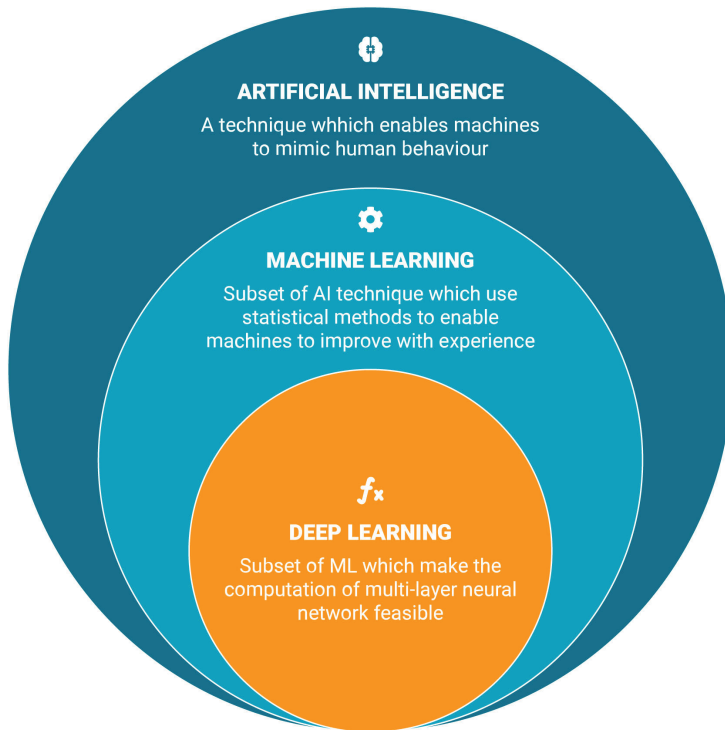 ARTIFICIAL INTELLIGENCE
A technique whhich enables machines
to mimic human behaviour
MACHINE LEARNING
Subset of AI technique which use
statistical methods to enable
machines to improve with experience
fx
DEEP LEARNING
Subset of ML which make the
computation of multi-layer neural
network feasible